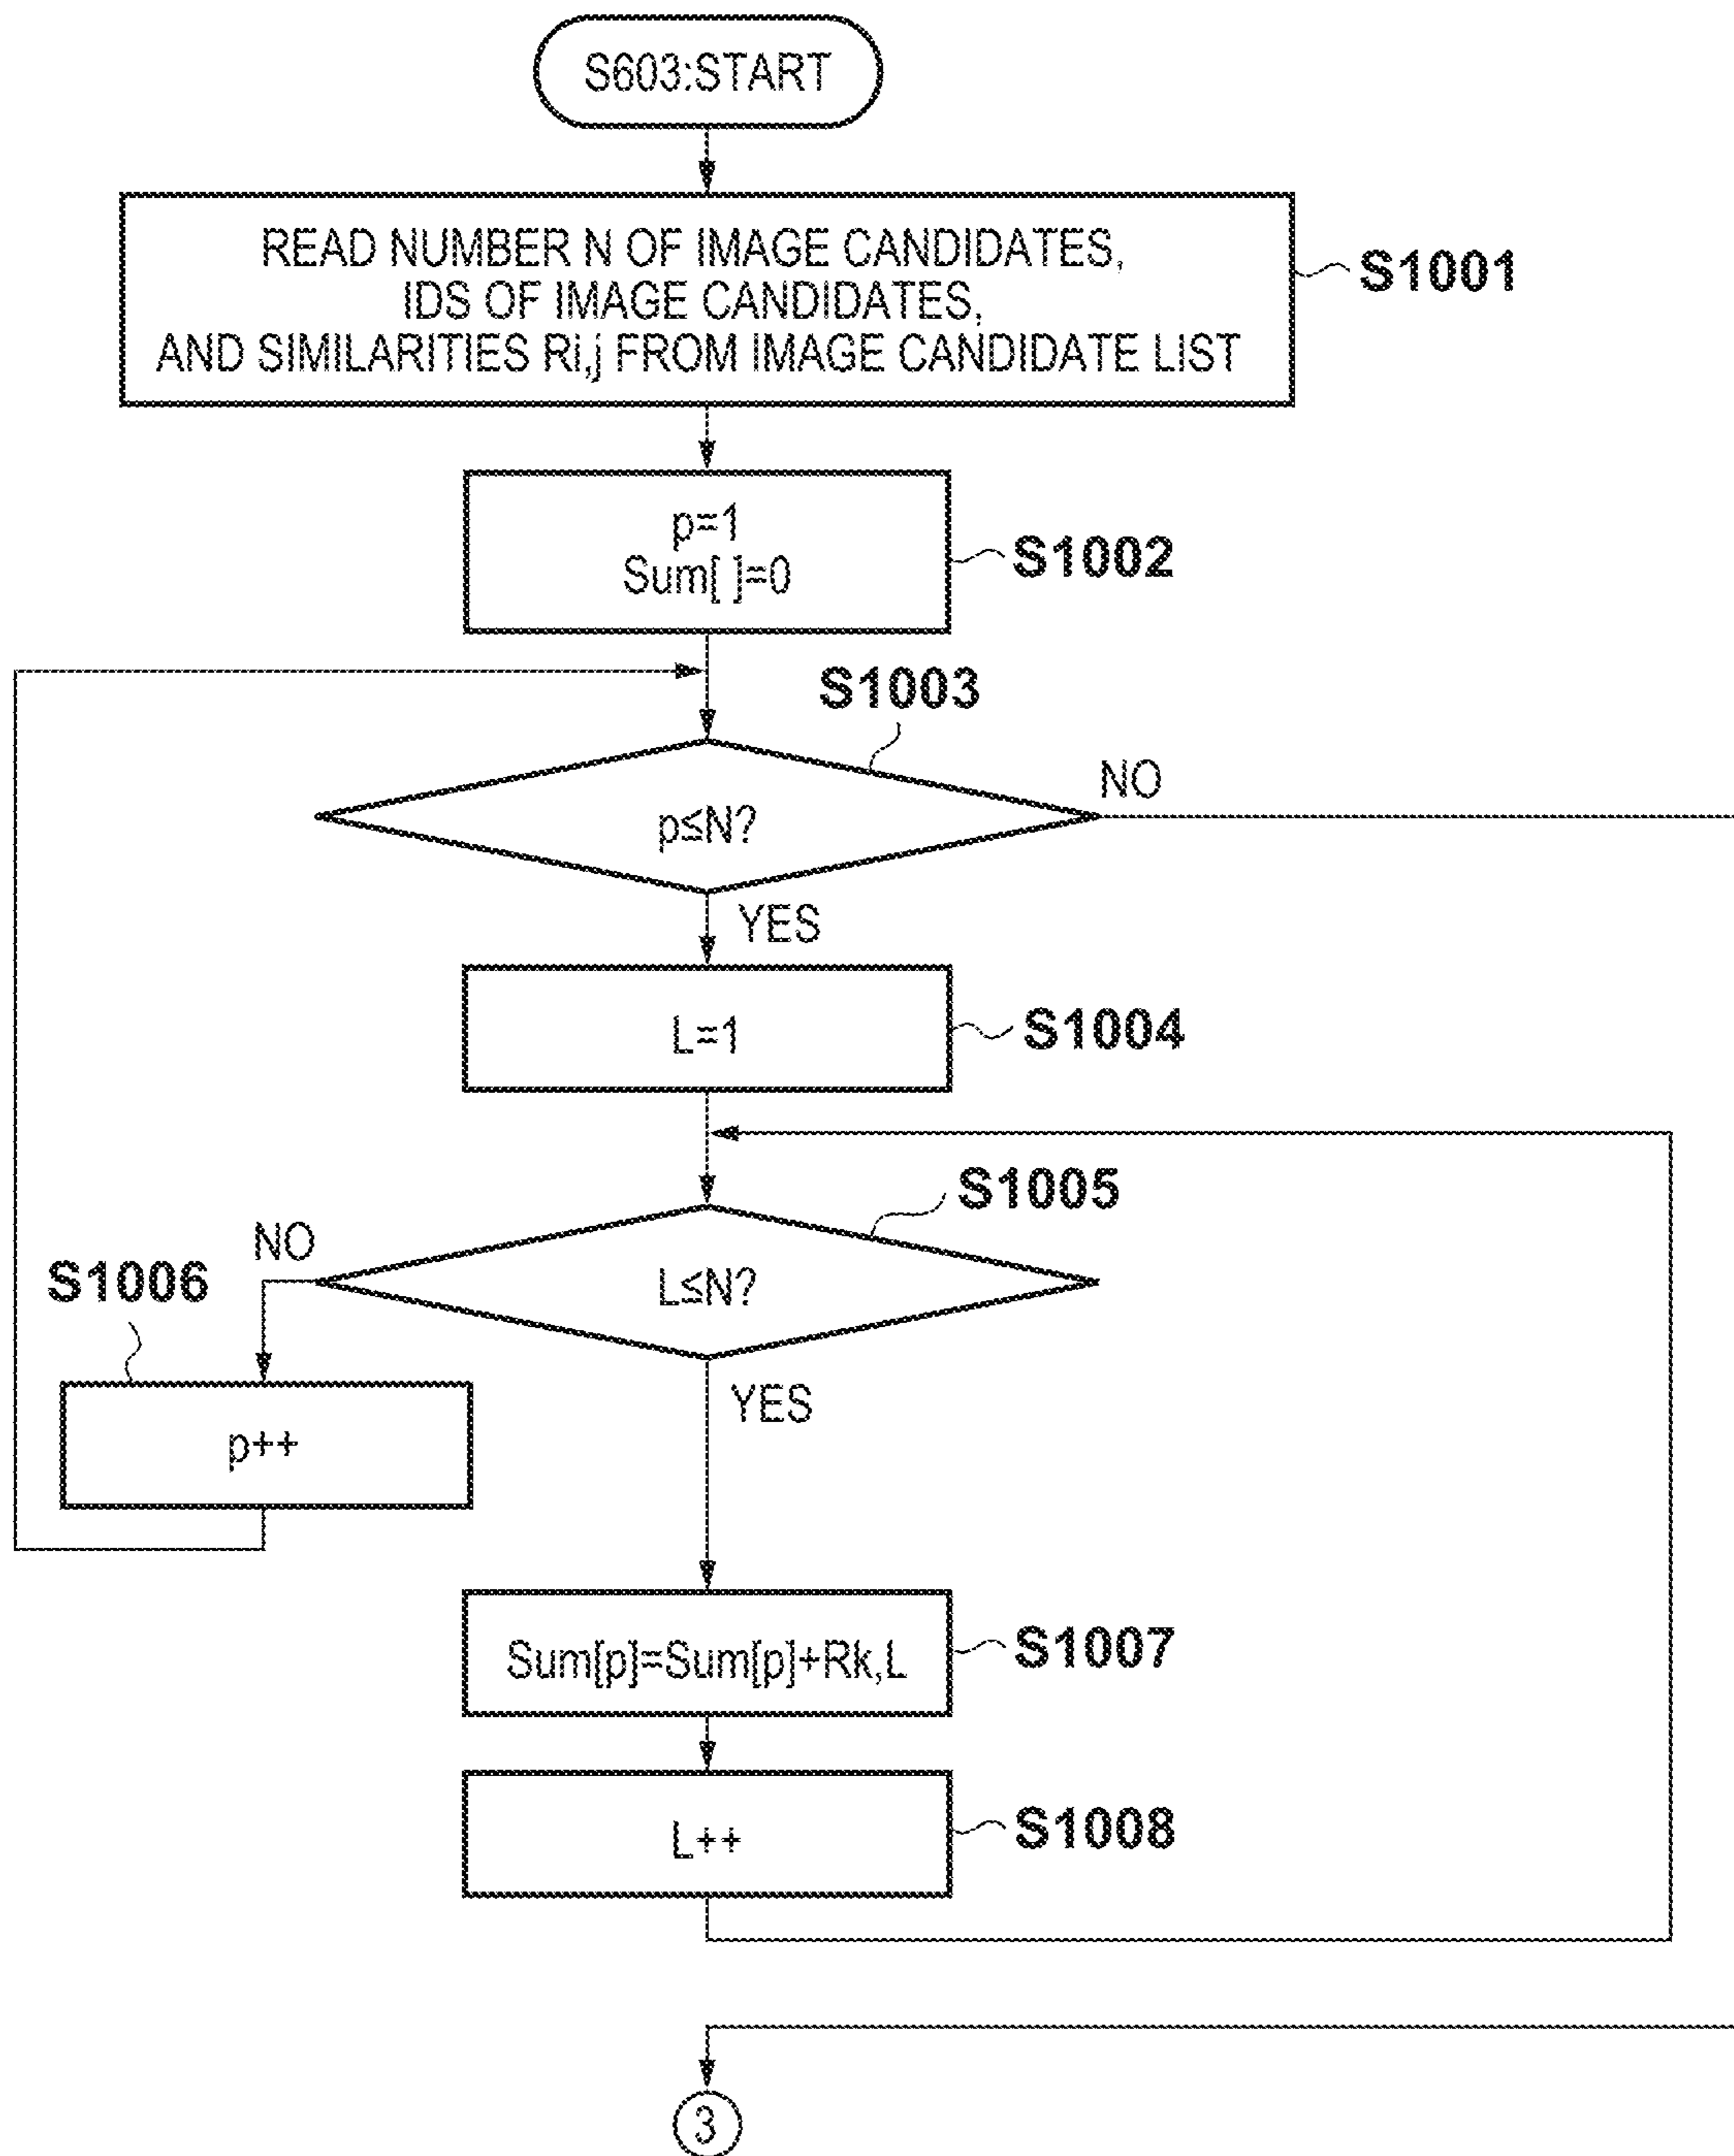 S603:START
READ NUMBER N OF IMAGE CANDIDATES,
IDS OF IMAGE CANDIDATES,
AND SIMILARITIES Ri,j FROM IMAGE CANDIDATE LIST
S1001
p=1
Sum[ ]=0
S1002
S1003
p≤N?
NO
YES
L=1
S1004
S1005
L≤N?
NO
S1006
p++
YES
Sum[p]=Sum[p]+Rk,L
S1007
L++
S1008
3